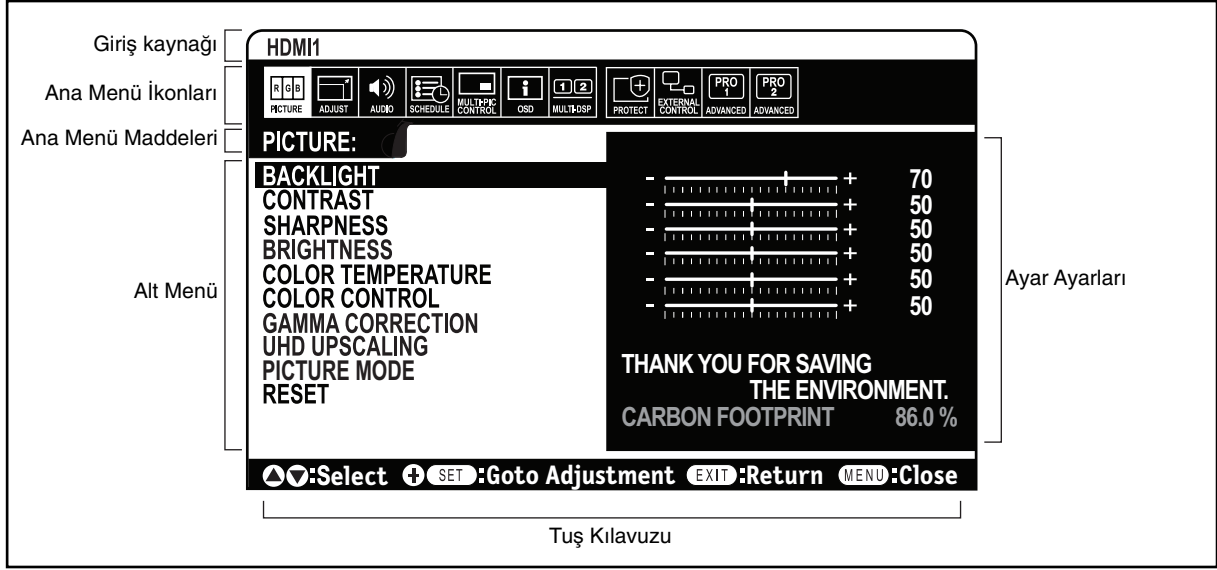 Giriş kaynağı
HDMI1
Ana Menü İkonları
RGB PICTURE
ADJUST
AUDIO
SCHEDULE
MULTI-PIC CONTROL
OSD
1 2 MULTI-DSP
PROTECT
EXTERNAL CONTROL
PRO 1 ADVANCED
PRO 2 ADVANCED
Ana Menü Maddeleri
PICTURE:
Alt Menü
BACKLIGHT - + 70
CONTRAST - + 50
SHARPNESS - + 50
BRIGHTNESS - + 50
COLOR TEMPERATURE - + 50
COLOR CONTROL - + 50
GAMMA CORRECTION
UHD UPSCALING
PICTURE MODE
RESET
THANK YOU FOR SAVING
THE ENVIRONMENT.
CARBON FOOTPRINT 86.0 %
Ayar Ayarları
:Select SET :Goto Adjustment EXIT :Return MENU :Close
Tuş Kılavuzu